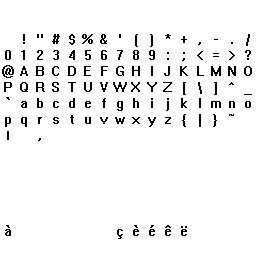 ! " # $ % & ' ( ) * + , - . /
0 1 2 3 4 5 6 7 8 9 : ; < = > ?
@ A B C D E F G H I J K L M N O
P Q R S T U V W X Y Z [ \ ] ^ _
` a b c d e f g h i j k l m n o
p q r s t u v w x y z { | } ~
l ,
à ç è é ê ë